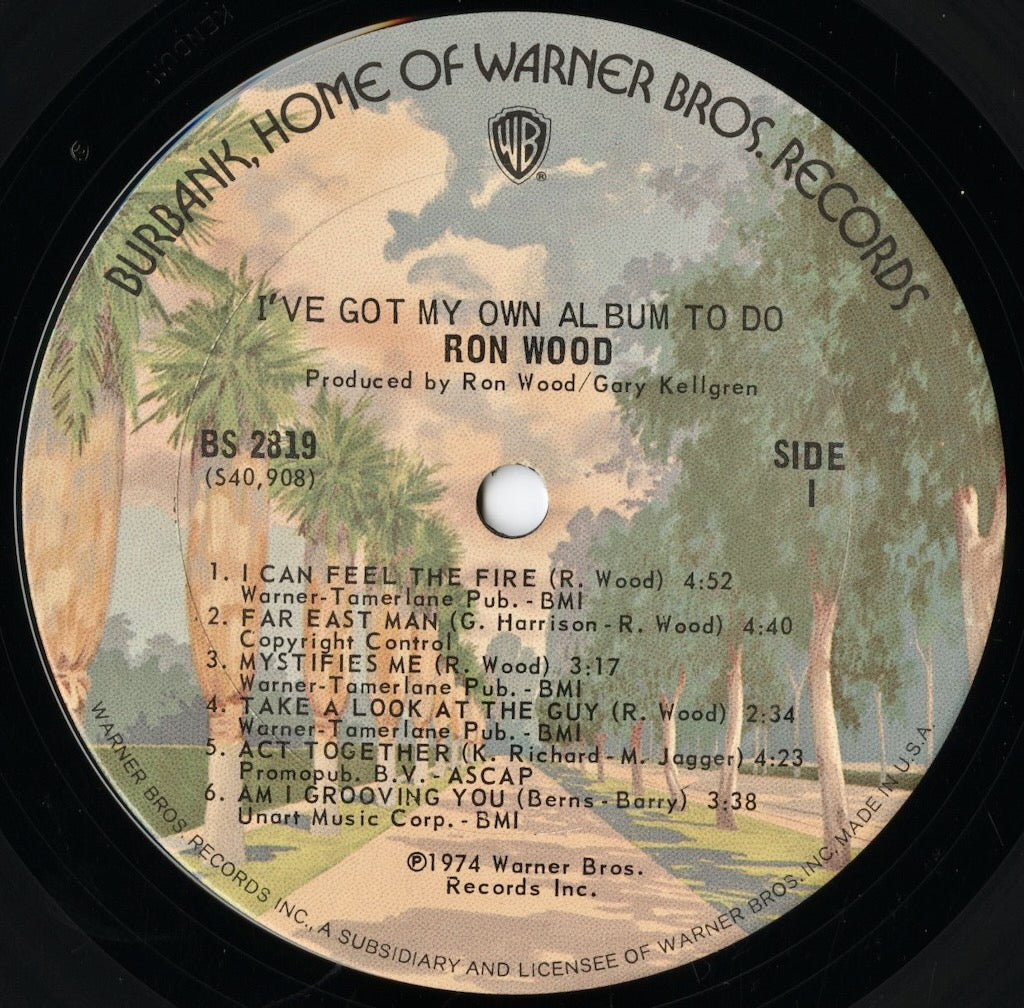 KENDUN
BURBANK, HOME OF WARNER BROS. RECORDS
WB
®
I'VE GOT MY OWN ALBUM TO DO
RON WOOD
Produced by Ron Wood/Gary Kellgren
BS 2819
(S40,908)
SIDE
1
1. I CAN FEEL THE FIRE (R. Wood) 4:52
Warner-Tamerlane Pub. - BMI
2. FAR EAST MAN (G. Harrison - R. Wood) 4:40
Copyright Control
3. MYSTIFIES ME (R. Wood) 3:17
Warner-Tamerlane Pub. - BMI
4. TAKE A LOOK AT THE GUY (R. Wood) 2:34
Warner-Tamerlane Pub. - BMI
5. ACT TOGETHER (K. Richard - M. Jagger) 4:23
Promopub. B.V. - ASCAP
6. AM I GROOVING YOU (Berns - Barry) 3:38
Unart Music Corp. - BMI
℗1974 Warner Bros.
Records Inc.
WARNER BROS. RECORDS INC., A SUBSIDIARY AND LICENSEE OF WARNER BROS. INC. MADE IN U.S.A.